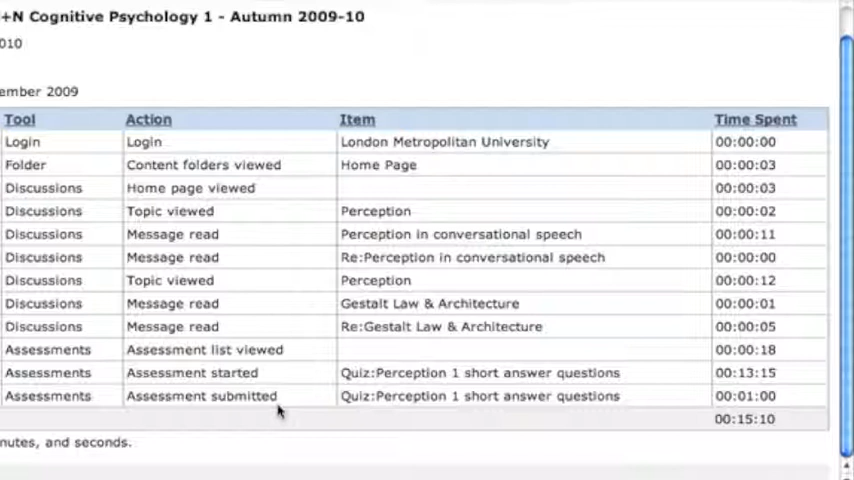 +N Cognitive Psychology 1 - Autumn 2009-10
010
ember 2009
Tool Action Item Time Spent
Login Login London Metropolitan University 00:00:00
Folder Content folders viewed Home Page 00:00:03
Discussions Home page viewed 00:00:03
Discussions Topic viewed Perception 00:00:02
Discussions Message read Perception in conversational speech 00:00:11
Discussions Message read Re:Perception in conversational speech 00:00:00
Discussions Topic viewed Perception 00:00:12
Discussions Message read Gestalt Law & Architecture 00:00:01
Discussions Message read Re:Gestalt Law & Architecture 00:00:05
Assessments Assessment list viewed 00:00:18
Assessments Assessment started Quiz:Perception 1 short answer questions 00:13:15
Assessments Assessment submitted Quiz:Perception 1 short answer questions 00:01:00
00:15:10
nutes, and seconds.